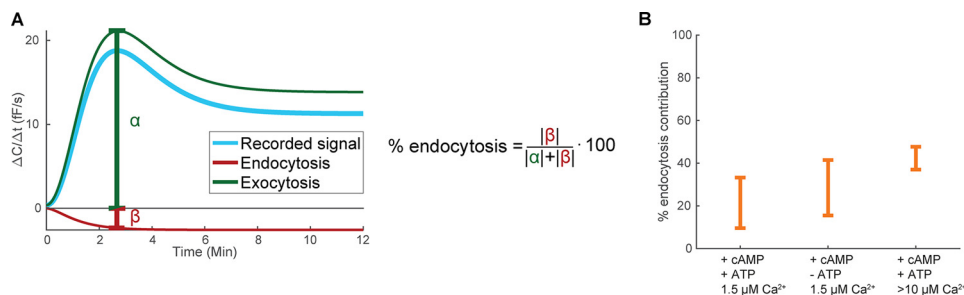 A
ΔC/Δt (fF/s)
20
10
0
α
β
Recorded signal
Endocytosis
Exocytosis
0 2 4 6 8 10 12
Time (Min)
% endocytosis = |β| / |α|+|β| · 100
B
% endocytosis contribution
100
80
60
40
20
0
+ cAMP + cAMP + cAMP
+ ATP - ATP + ATP
1.5 µM Ca²⁺ 1.5 µM Ca²⁺ >10 µM Ca²⁺